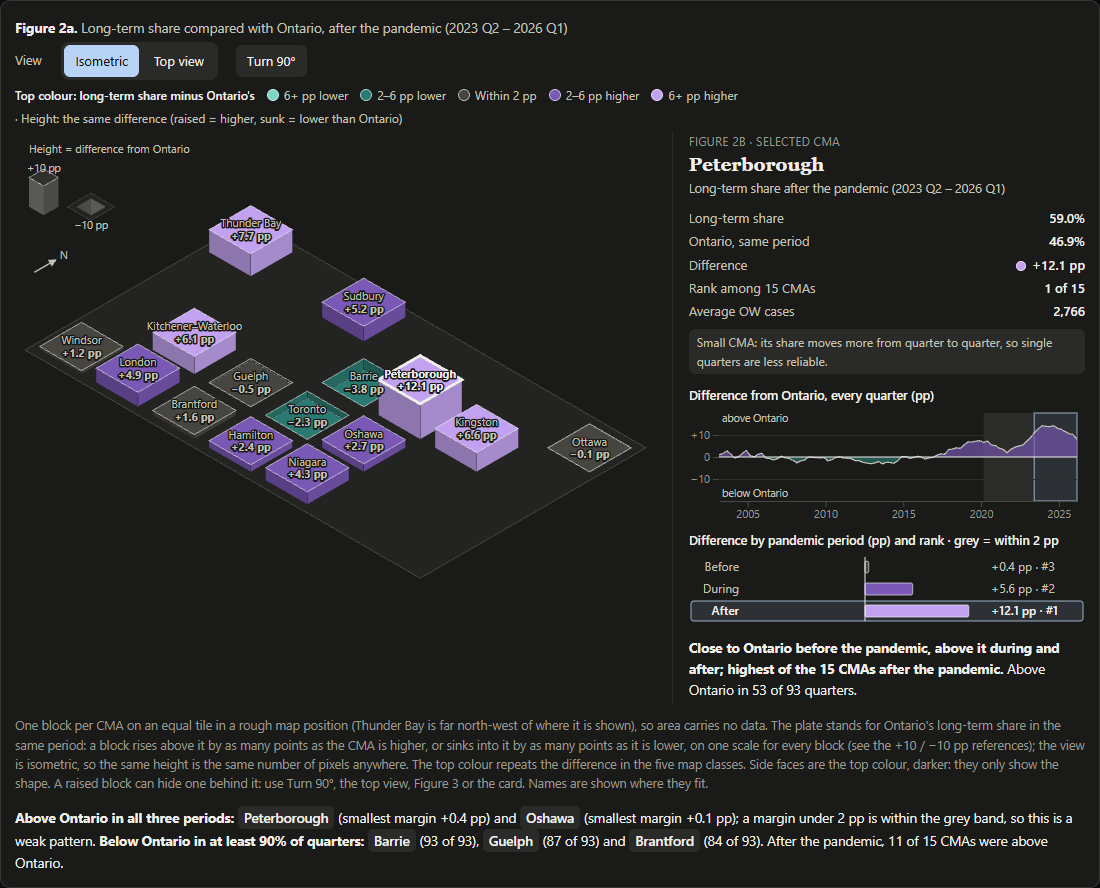 Figure 2a. Long-term share compared with Ontario, after the pandemic (2023 Q2 – 2026 Q1)
View
Isometric
Top view
Turn 90°
Top colour: long-term share minus Ontario's
6+ pp lower
2–6 pp lower
Within 2 pp
2–6 pp higher
6+ pp higher
· Height: the same difference (raised = higher, sunk = lower than Ontario)
Height = difference from Ontario
+10 pp
−10 pp
N
Thunder Bay
+7.7 pp
Sudbury
+5.2 pp
Kitchener–Waterloo
+6.1 pp
Windsor
+1.2 pp
London
+4.9 pp
Guelph
−0.5 pp
Barrie
−3.8 pp
Peterborough
+12.1 pp
Brantford
+1.6 pp
Toronto
−2.3 pp
Kingston
+6.6 pp
Hamilton
+2.4 pp
Oshawa
+2.7 pp
Ottawa
−0.1 pp
Niagara
+4.3 pp
FIGURE 2B · SELECTED CMA
Peterborough
Long-term share after the pandemic (2023 Q2 – 2026 Q1)
Long-term share 59.0%
Ontario, same period 46.9%
Difference +12.1 pp
Rank among 15 CMAs 1 of 15
Average OW cases 2,766
Small CMA: its share moves more from quarter to quarter, so single
quarters are less reliable.
Difference from Ontario, every quarter (pp)
above Ontario
+10
0
−10
below Ontario
2005 2010 2015 2020 2025
Difference by pandemic period (pp) and rank · grey = within 2 pp
Before +0.4 pp · #3
During +5.6 pp · #2
After +12.1 pp · #1
Close to Ontario before the pandemic, above it during and
after; highest of the 15 CMAs after the pandemic. Above
Ontario in 53 of 93 quarters.
One block per CMA on an equal tile in a rough map position (Thunder Bay is far north-west of where it is shown), so area carries no data. The plate stands for Ontario's long-term share in the
same period: a block rises above it by as many points as the CMA is higher, or sinks into it by as many points as it is lower, on one scale for every block (see the +10 / −10 pp references); the view
is isometric, so the same height is the same number of pixels anywhere. The top colour repeats the difference in the five map classes. Side faces are the top colour, darker: they only show the
shape. A raised block can hide one behind it: use Turn 90°, the top view, Figure 3 or the card. Names are shown where they fit.
Above Ontario in all three periods: Peterborough (smallest margin +0.4 pp) and Oshawa (smallest margin +0.1 pp); a margin under 2 pp is within the grey band, so this is a
weak pattern. Below Ontario in at least 90% of quarters: Barrie (93 of 93), Guelph (87 of 93) and Brantford (84 of 93). After the pandemic, 11 of 15 CMAs were above
Ontario.